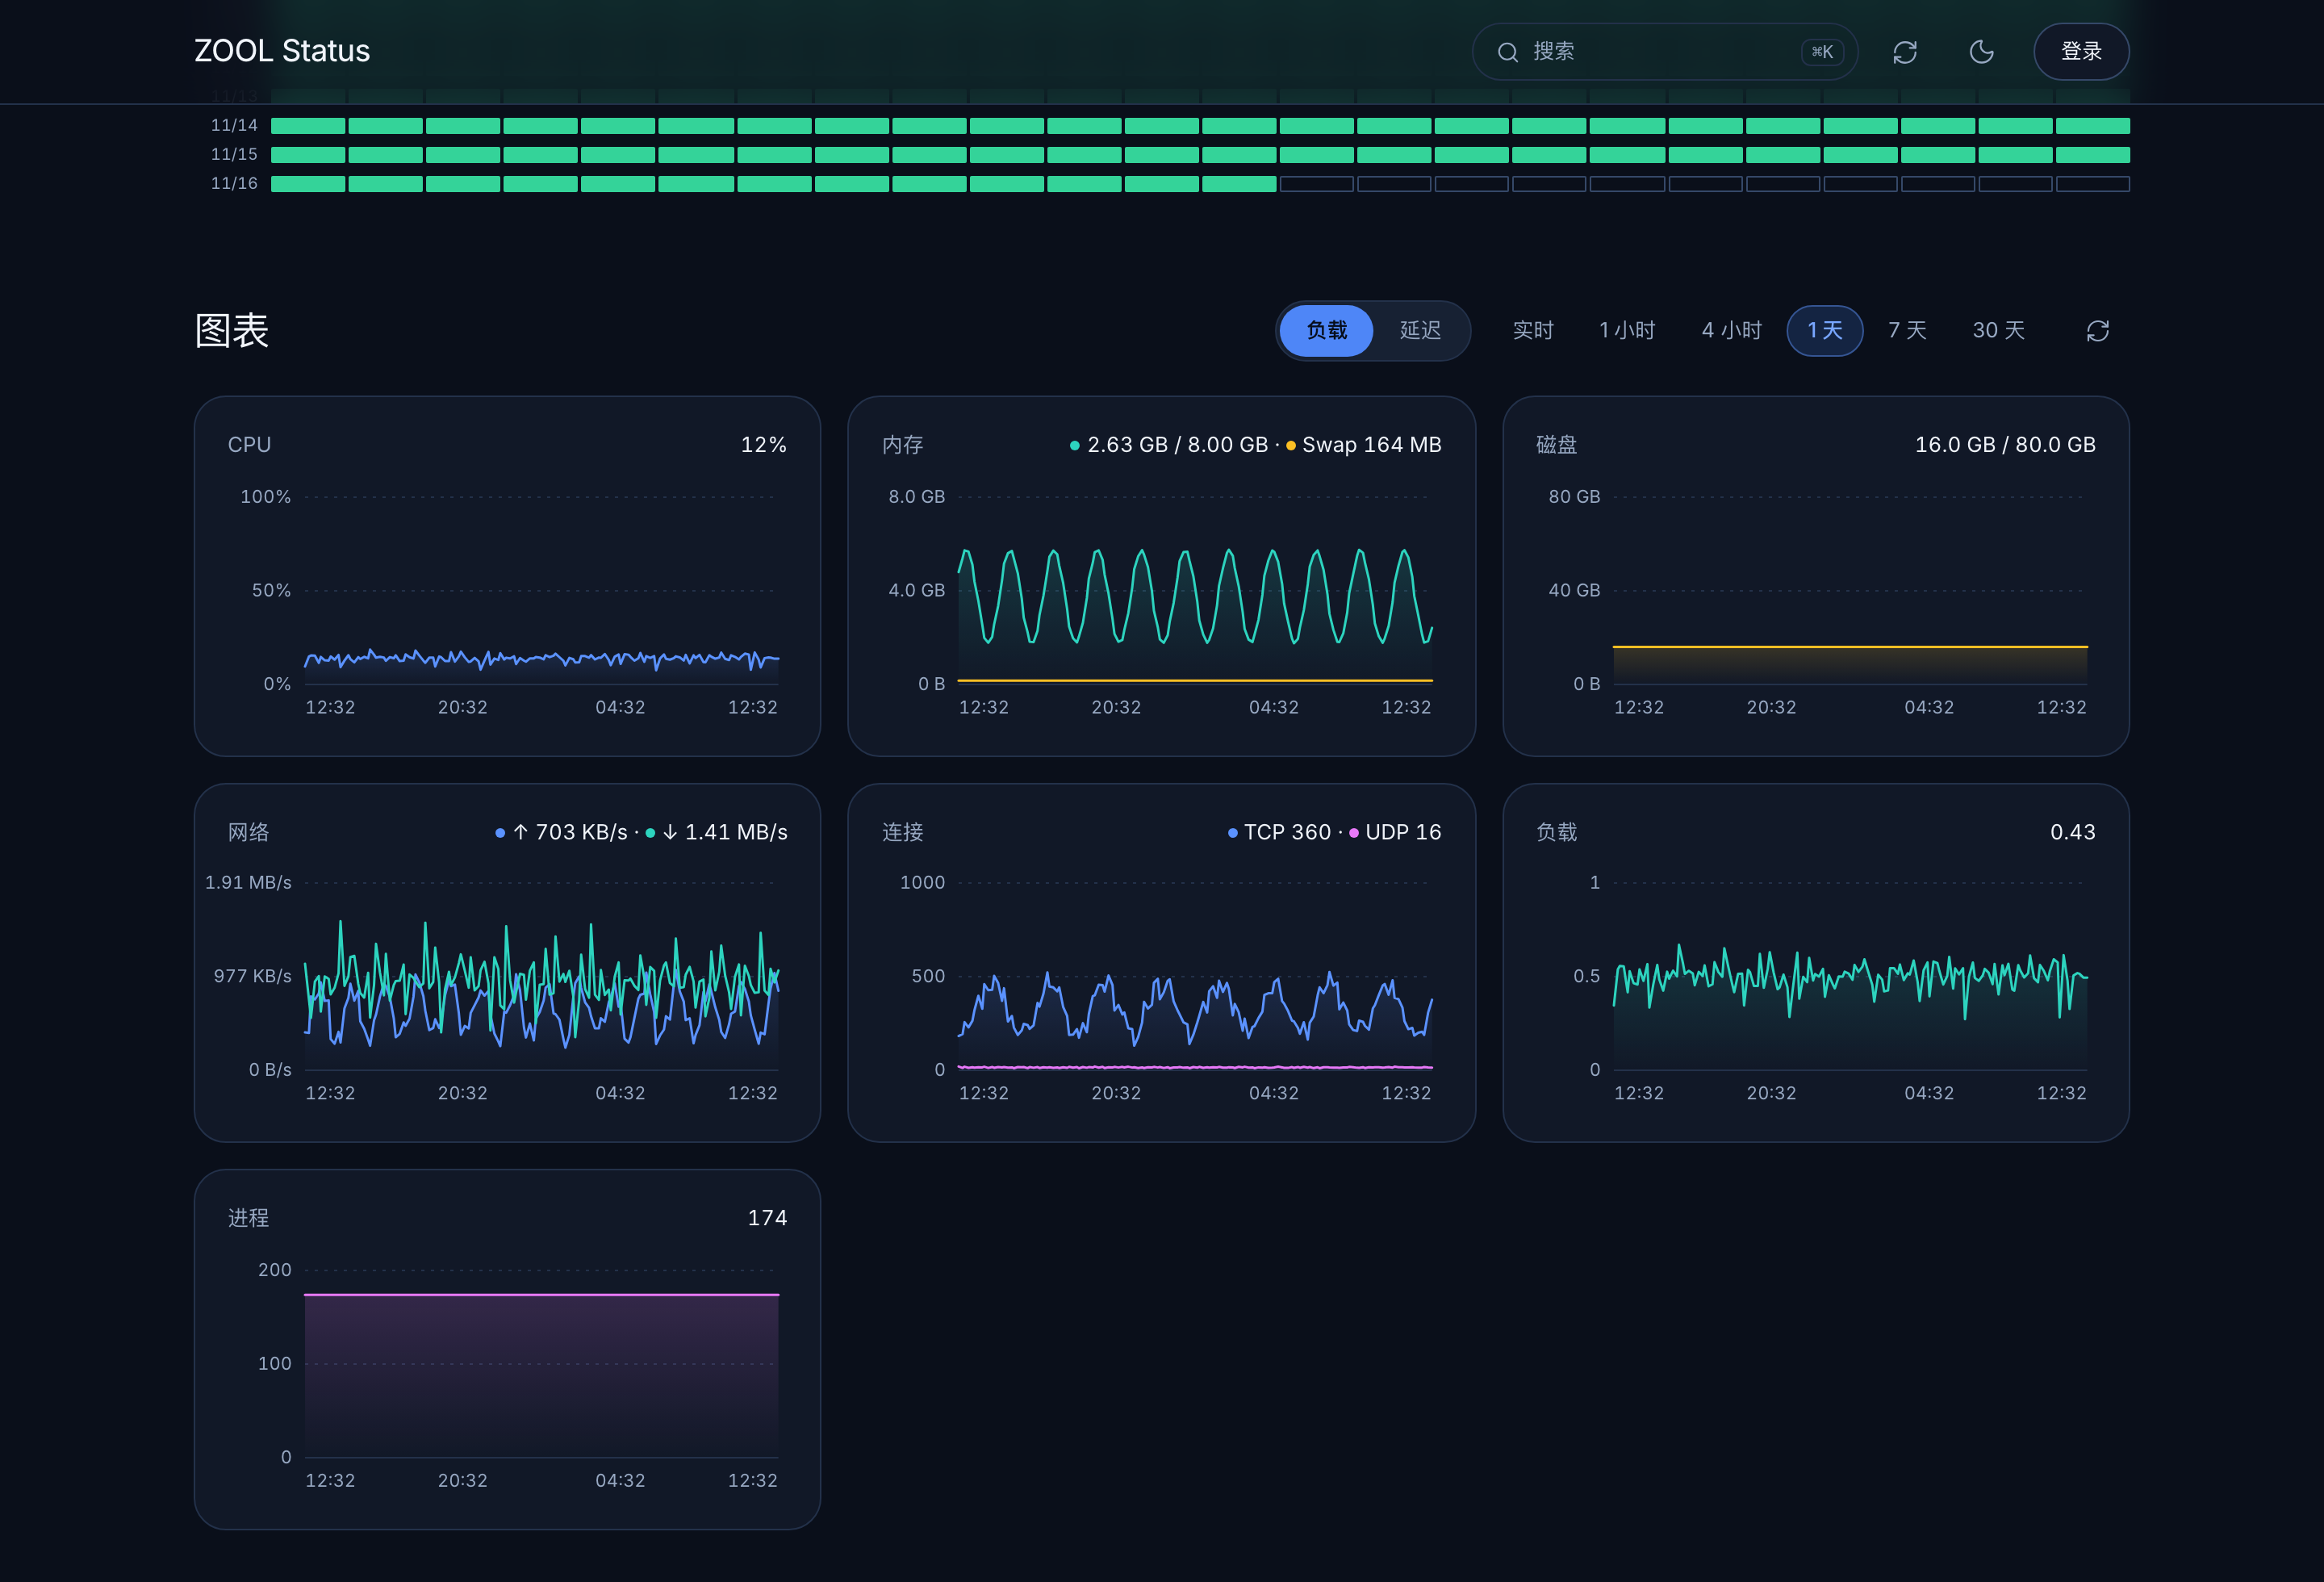 ZOOL Status
搜索
⌘K
登录
11/13
11/14
11/15
11/16
图表
负载
延迟
实时
1 小时
4 小时
1 天
7 天
30 天
CPU
12%
100%
50%
0%
12:32
20:32
04:32
12:32
内存
2.63 GB / 8.00 GB · Swap 164 MB
8.0 GB
4.0 GB
0 B
12:32
20:32
04:32
12:32
磁盘
16.0 GB / 80.0 GB
80 GB
40 GB
0 B
12:32
20:32
04:32
12:32
网络
↑ 703 KB/s · ↓ 1.41 MB/s
1.91 MB/s
977 KB/s
0 B/s
12:32
20:32
04:32
12:32
连接
TCP 360 · UDP 16
1000
500
0
12:32
20:32
04:32
12:32
负载
0.43
1
0.5
0
12:32
20:32
04:32
12:32
进程
174
200
100
0
12:32
20:32
04:32
12:32